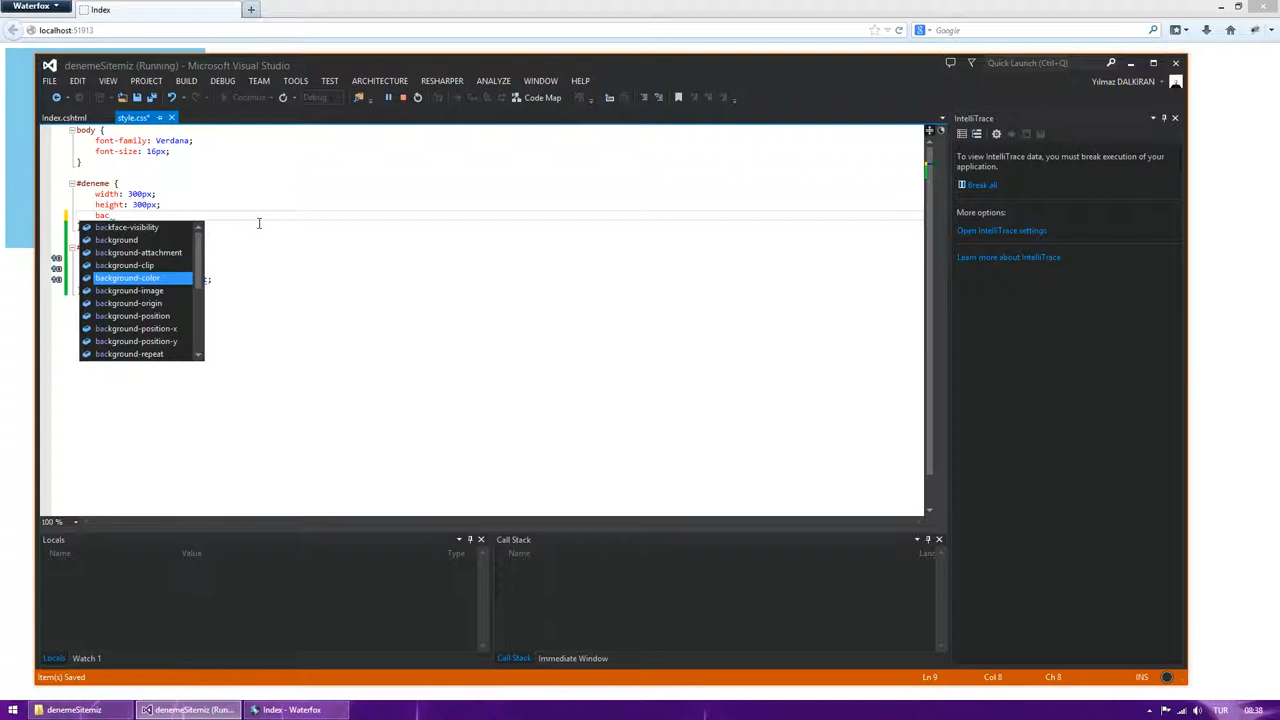 Waterfox
Index
localhost:51913
Google
denemeSitemiz (Running) - Microsoft Visual Studio
Quick Launch (Ctrl+Q)
FILE EDIT VIEW PROJECT BUILD DEBUG TEAM TOOLS TEST ARCHITECTURE RESHARPER ANALYZE WINDOW HELP
Yılmaz DALKIRAN
Continue
Debug
Code Map
Index.cshtml
style.css*
IntelliTrace
body {
font-family: Verdana;
font-size: 16px;
}
#deneme {
width: 300px;
height: 300px;
bac
backface-visibility
background
background-attachment
background-clip
background-color
background-image
background-origin
background-position
background-position-x
background-position-y
background-repeat
To view IntelliTrace data, you must break execution of your
application.
Break all
More options:
Open IntelliTrace settings
Learn more about IntelliTrace
100 %
Locals
Name Value Type
Call Stack
Name
Locals Watch 1
Call Stack Immediate Window
Item(s) Saved
Ln 9 Col 8 Ch 8 INS
denemeSitemiz
denemeSitemiz (Run...
Index - Waterfox
TUR 08:38